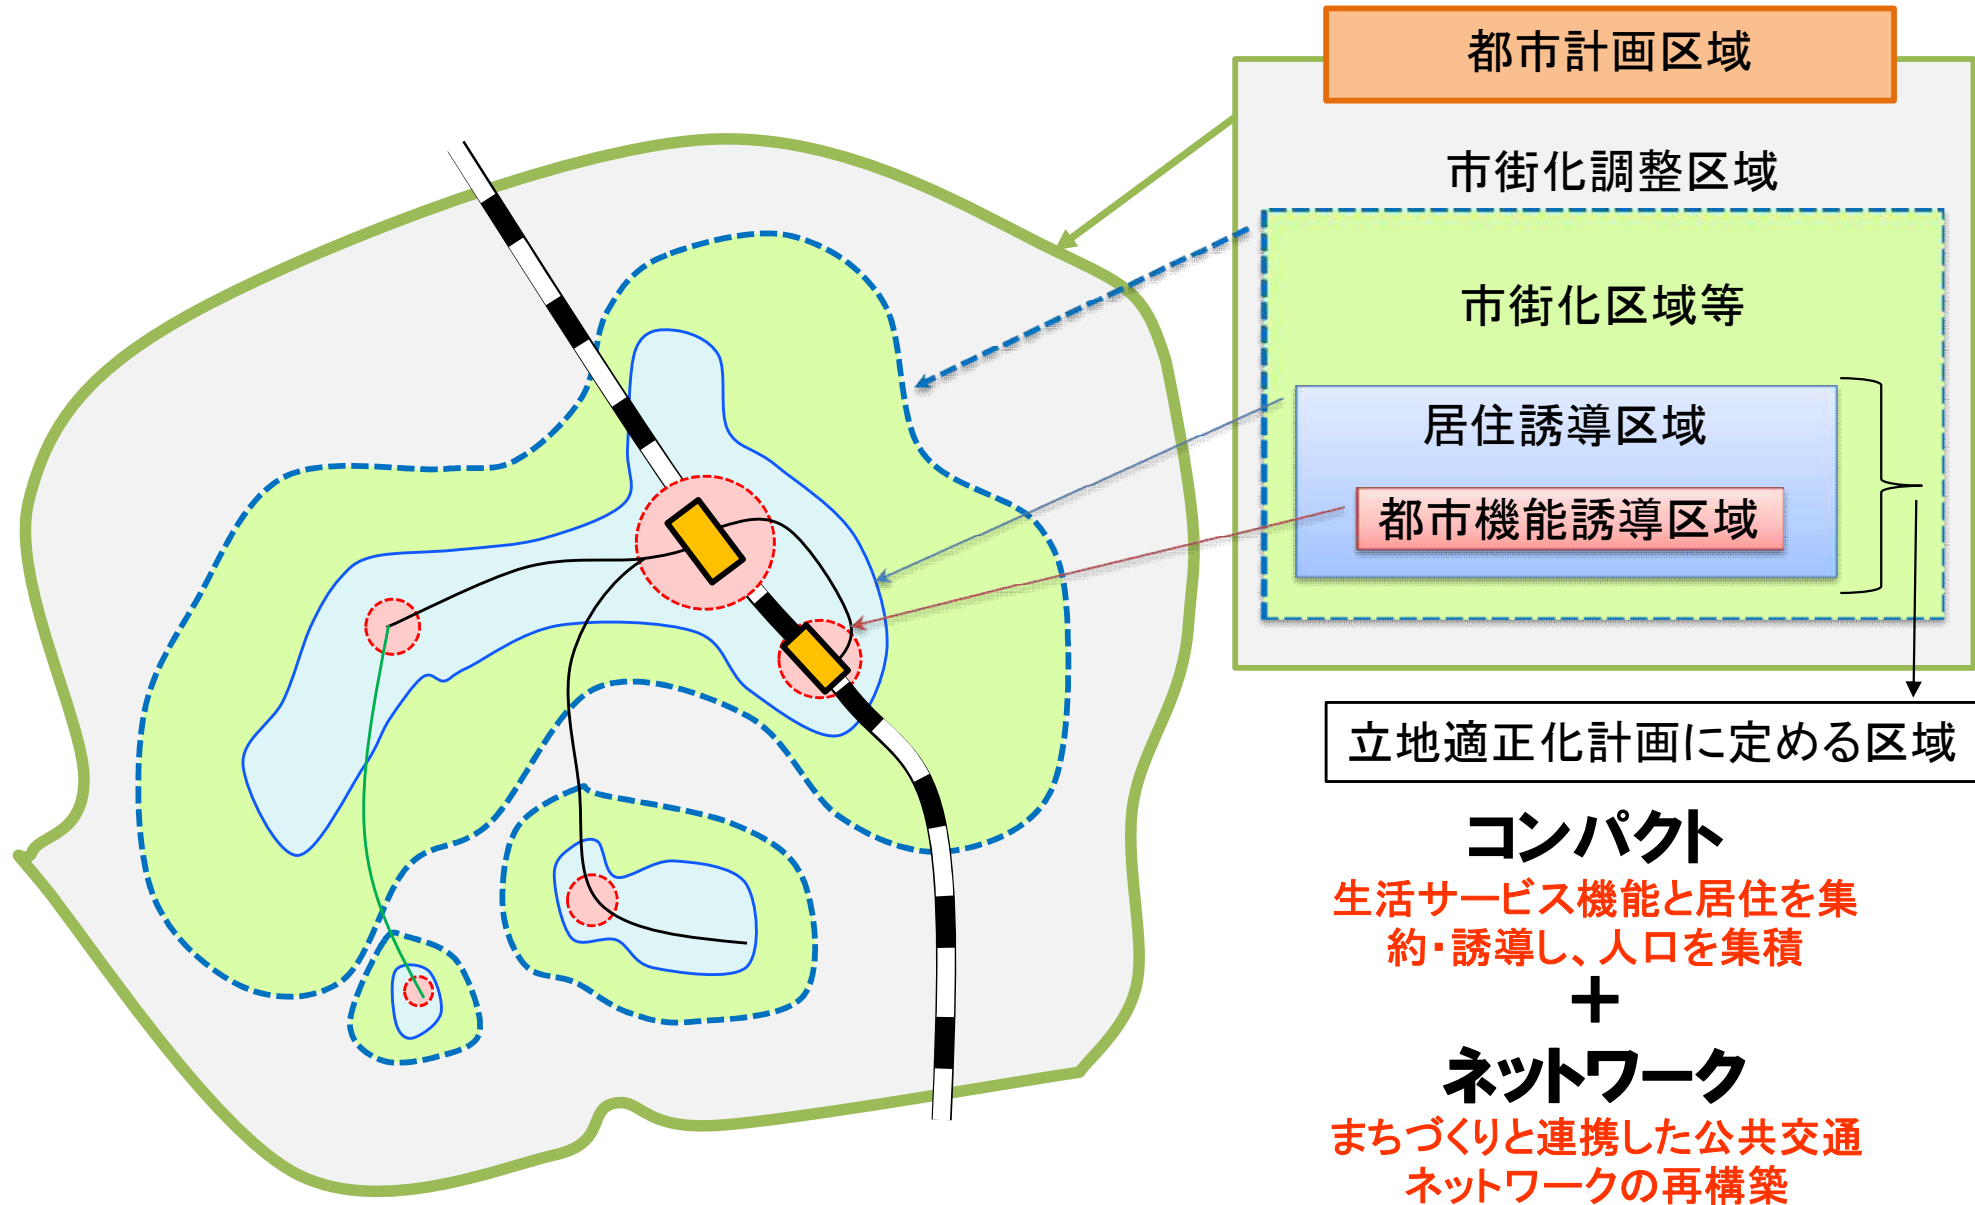 都市計画区域
市街化調整区域
市街化区域等
居住誘導区域
都市機能誘導区域
立地適正化計画に定める区域
コンパクト
生活サービス機能と居住を集
約・誘導し、人口を集積
＋
ネットワーク
まちづくりと連携した公共交通
ネットワークの再構築